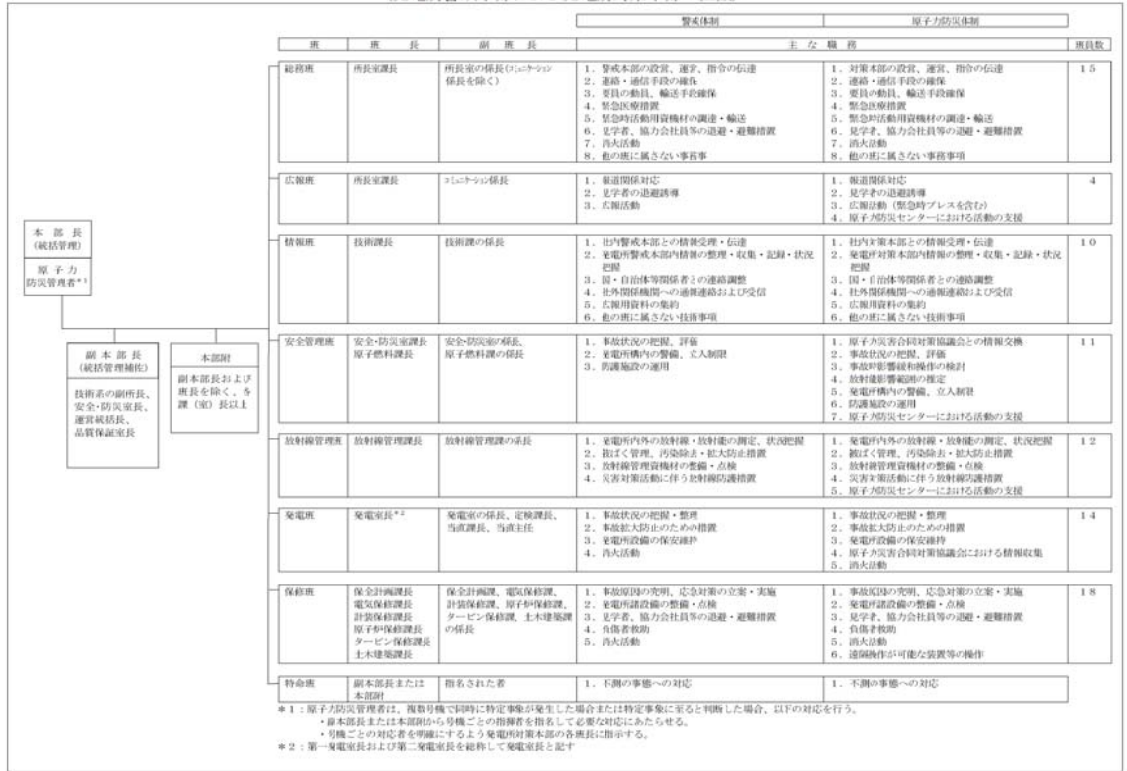 警戒体制
原子力防災体制
班
班 長
副 班 長
主 な 職 務
班員数
本 部 長
(統括管理)
原 子 力
防災管理者*1
副 本 部 長
(統括管理補佐)
技術系の副所長、
安全・防災室長、
運営統括長、
品質保証室長
本部附
副本部長および
班長を除く、各
課(室)長以上
総務班
所長室課長
所長室の係長(コミュニケーション
係長を除く)
1. 警戒本部の設営、運営、指令の伝達
2. 連絡・通信手段の確保
3. 要員の動員、輸送手段確保
4. 緊急医療措置
5. 緊急時活動用資機材の調達・輸送
6. 見学者、協力会社員等の退避・避難措置
7. 消火活動
8. 他の班に属さない事務事
1. 対策本部の設営、運営、指令の伝達
2. 連絡・通信手段の確保
3. 要員の動員、輸送手段確保
4. 緊急医療措置
5. 緊急時活動用資機材の調達・輸送
6. 見学者、協力会社員等の退避・避難措置
7. 消火活動
8. 他の班に属さない事務事項
15
広報班
所長室課長
コミュニケーション係長
1. 報道関係対応
2. 見学者の退避誘導
3. 広報活動
1. 報道関係対応
2. 見学者の退避誘導
3. 広報活動(緊急時プレスを含む)
4. 原子力防災センターにおける活動の支援
4
情報班
技術課長
技術課の係長
1. 社内警戒本部との情報受理・伝達
2. 発電所警戒本部内情報の整理・収集・記録・状況
把握
3. 国・自治体等関係者との連絡調整
4. 社外関係機関への通報連絡および受信
5. 広報用資料の集約
6. 他の班に属さない技術事項
1. 社内対策本部との情報受理・伝達
2. 発電所対策本部内情報の整理・収集・記録・状況
把握
3. 国・自治体等関係者との連絡調整
4. 社外関係機関への通報連絡および受信
5. 広報用資料の集約
6. 他の班に属さない技術事項
10
安全管理班
安全・防災室課長
原子燃料課長
安全・防災室の係長、
原子燃料課の係長
1. 事故状況の把握、評価
2. 発電所構内の警備、立入制限
3. 防護施設の運用
1. 原子力災害合同対策協議会との情報交換
2. 事故状況の把握、評価
3. 事故時影響緩和操作の検討
4. 放射能影響範囲の推定
5. 発電所構内の警備、立入制限
6. 防護施設の運用
7. 原子力防災センターにおける活動の支援
11
放射線管理班
放射線管理課長
放射線管理課の係長
1. 発電所内外の放射線・放射能の測定、状況把握
2. 被ばく管理、汚染除去・拡大防止措置
3. 放射線管理資機材の整備・点検
4. 災害対策活動に伴う放射線防護措置
1. 発電所内外の放射線・放射能の測定、状況把握
2. 被ばく管理、汚染除去・拡大防止措置
3. 放射線管理資機材の整備・点検
4. 災害対策活動に伴う放射線防護措置
5. 原子力防災センターにおける活動の支援
12
発電班
発電室長*2
発電室の係長、定検課長、
当直課長、当直主任
1. 事故状況の把握・整理
2. 事故拡大防止のための措置
3. 発電所設備の保安維持
4. 消火活動
1. 事故状況の把握・整理
2. 事故拡大防止のための措置
3. 発電所設備の保安維持
4. 原子力災害合同対策協議会における情報収集
5. 消火活動
14
保修班
保全計画課長
電気保修課長
計装保修課長
原子炉保修課長
タービン保修課長
土木建築課長
保全計画課、電気保修課、
計装保修課、原子炉保修課、
タービン保修課、土木建築課
の係長
1. 事故原因の究明、応急対策の立案・実施
2. 発電所諸設備の整備・点検
3. 見学者、協力会社員等の退避・避難措置
4. 負傷者救助
5. 消火活動
1. 事故原因の究明、応急対策の立案・実施
2. 発電所諸設備の整備・点検
3. 見学者、協力会社員等の退避・避難措置
4. 負傷者救助
5. 消火活動
6. 遠隔操作が可能な装置等の操作
18
特命班
副本部長または
本部附
指名された者
1. 不測の事態への対応
1. 不測の事態への対応
*1:原子力防災管理者は、複数号機で同時に特定事象が発生した場合または特定事象に至ると判断した場合、以下の対応を行う。
・副本部長または本部附から号機ごとの指揮者を指名して必要な対応にあたらせる。
・号機ごとの対応者を明確にするよう発電所対策本部の各班長に指示する。
*2:第一発電室長および第二発電室長を総称して発電室長と記す